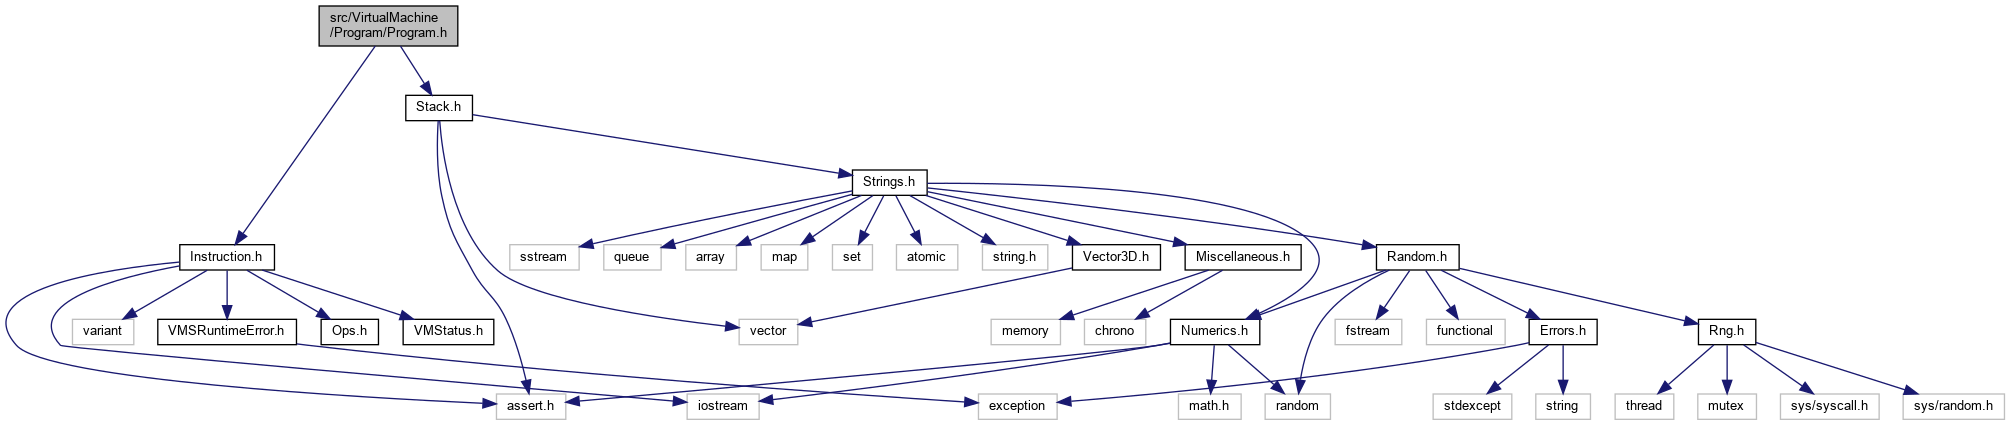 src/VirtualMachine
/Program/Program.h
Stack.h
Strings.h
Instruction.h
sstream
queue
array
map
set
atomic
string.h
Vector3D.h
Miscellaneous.h
Random.h
variant
VMSRuntimeError.h
Ops.h
VMStatus.h
vector
memory
chrono
Numerics.h
fstream
functional
Errors.h
Rng.h
assert.h
iostream
exception
math.h
random
stdexcept
string
thread
mutex
sys/syscall.h
sys/random.h